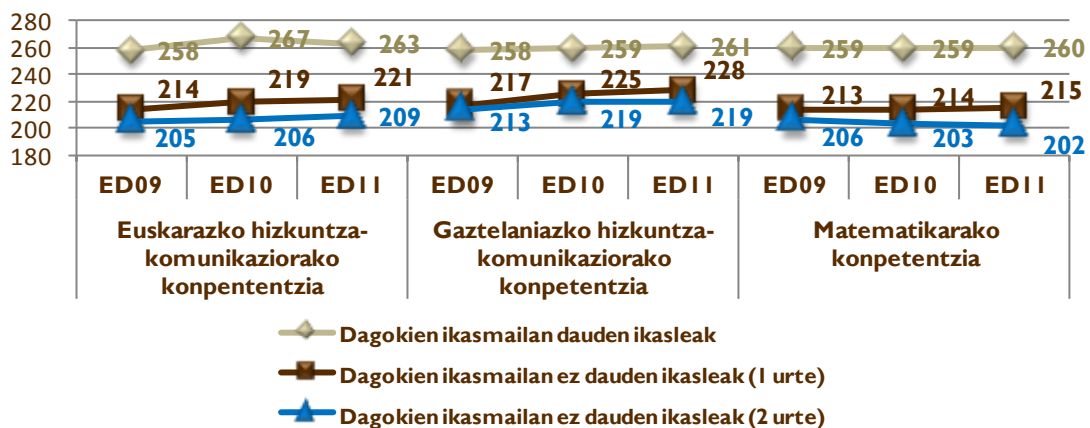 280
260
240
220
200
180
258 267 263 258 259 261 259 259 260
214 219 221 217 225 228 213 214 215
205 206 209 213 219 219 206 203 202
ED09 ED10 ED11 ED09 ED10 ED11 ED09 ED10 ED11
Euskarazko hizkuntza-
komunikaziorako
konpententzia
Gaztelaniazko hizkuntza-
komunikaziorako
konpetentzia
Matematikarako
konpetentzia
Dagokien ikasmailan dauden ikasleak
Dagokien ikasmailan ez dauden ikasleak (1 urte)
Dagokien ikasmailan ez dauden ikasleak (2 urte)